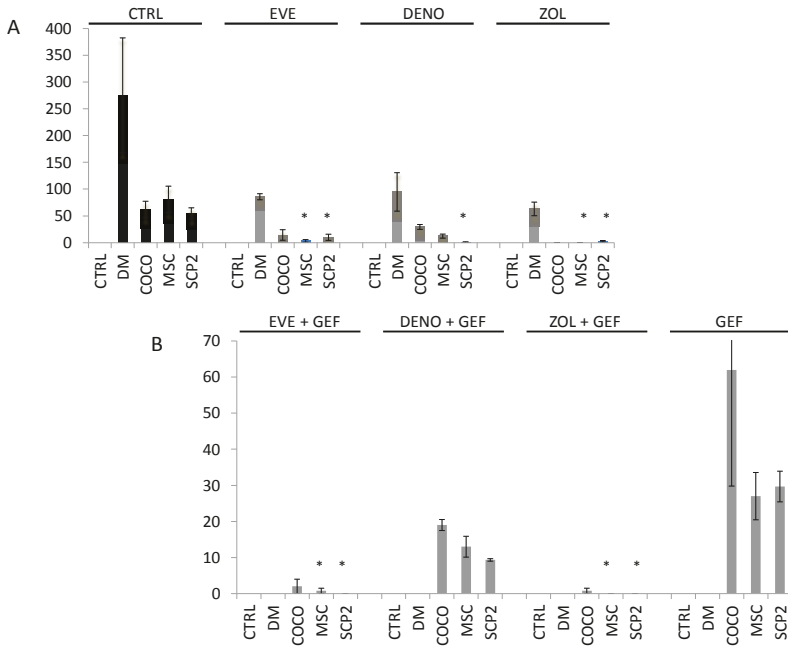 A
CTRL EVE DENO ZOL
400
350
300
250
200
150
100
50
0
* * * * *
CTRL DM COCO MSC SCP2 CTRL DM COCO MSC SCP2 CTRL DM COCO MSC SCP2 CTRL DM COCO MSC SCP2
B
EVE + GEF DENO + GEF ZOL + GEF GEF
70
60
50
40
30
20
10
0
* * * *
CTRL DM COCO MSC SCP2 CTRL DM COCO MSC SCP2 CTRL DM COCO MSC SCP2 CTRL DM COCO MSC SCP2